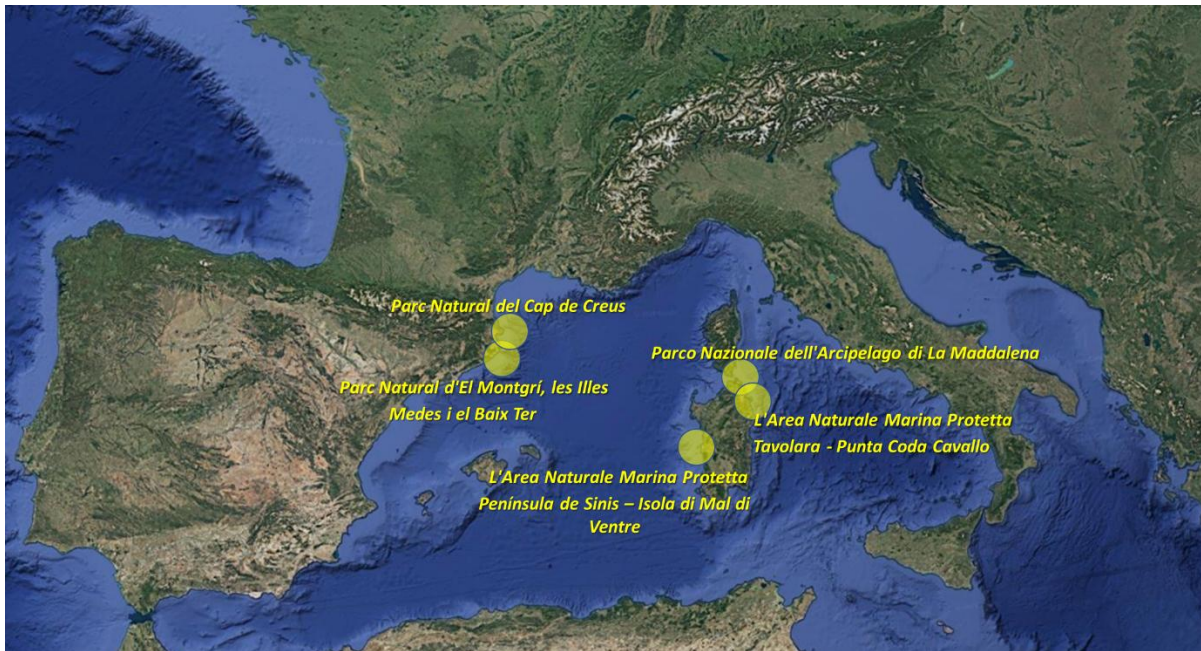 Parc Natural del Cap de Creus
Parc Natural d'El Montgrí, les Illes
Medes i el Baix Ter
Parco Nazionale dell'Arcipelago di La Maddalena
L'Area Naturale Marina Protetta
Tavolara - Punta Coda Cavallo
L'Area Naturale Marina Protetta
Península de Sinis – Isola di Mal di
Ventre